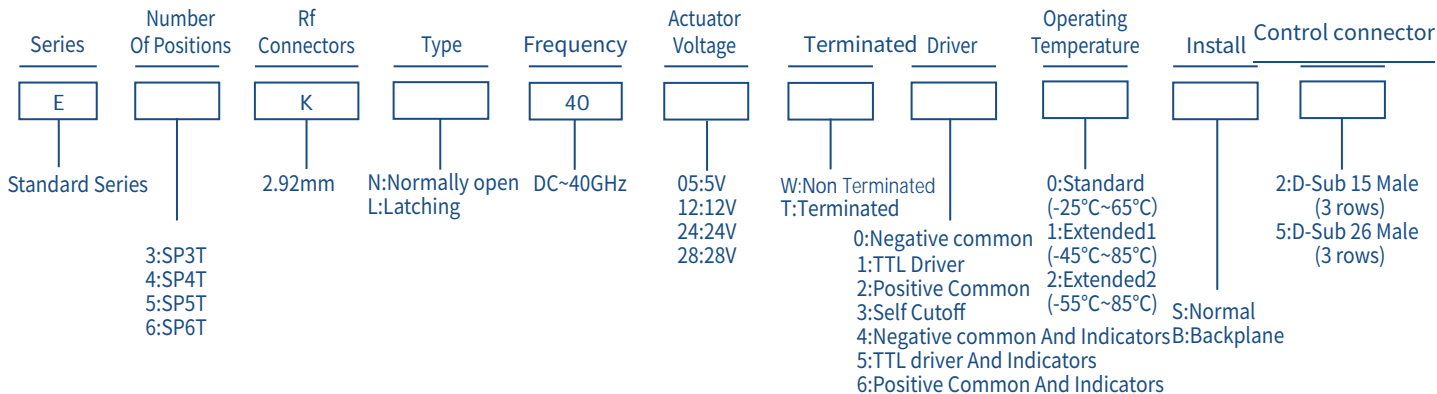 Series
Number
Of Positions
Rf
Connectors
Type
Frequency
Actuator
Voltage
Terminated
Driver
Operating
Temperature
Install
Control connector
E
K
40
Standard Series
3:SP3T
4:SP4T
5:SP5T
6:SP6T
2.92mm
N:Normally open
L:Latching
DC~40GHz
05:5V
12:12V
24:24V
28:28V
W:Non Terminated
T:Terminated
0:Negative common
1:TTL Driver
2:Positive Common
3:Self Cutoff
4:Negative common And Indicators
5:TTL driver And Indicators
6:Positive Common And Indicators
0:Standard
(-25°C~65°C)
1:Extended1
(-45°C~85°C)
2:Extended2
(-55°C~85°C)
S:Normal
B:Backplane
2:D-Sub 15 Male
(3 rows)
5:D-Sub 26 Male
(3 rows)